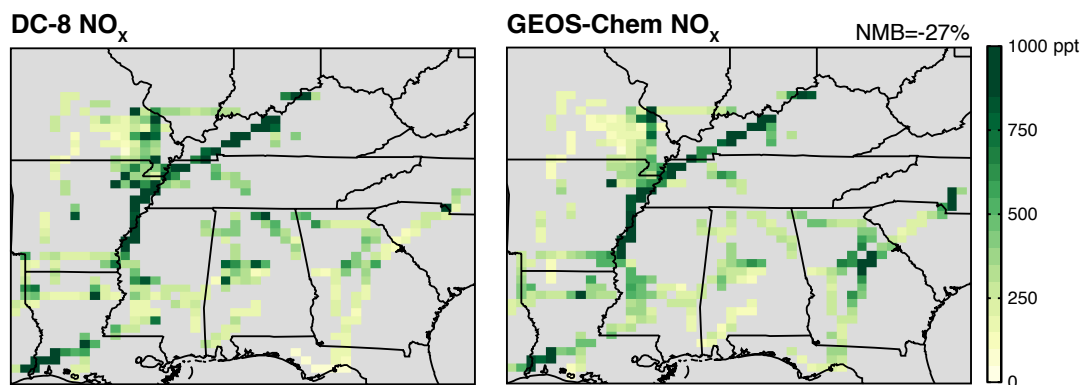 DC-8 NOx
GEOS-Chem NOx
NMB=-27%
1000 ppt
750
500
250
0